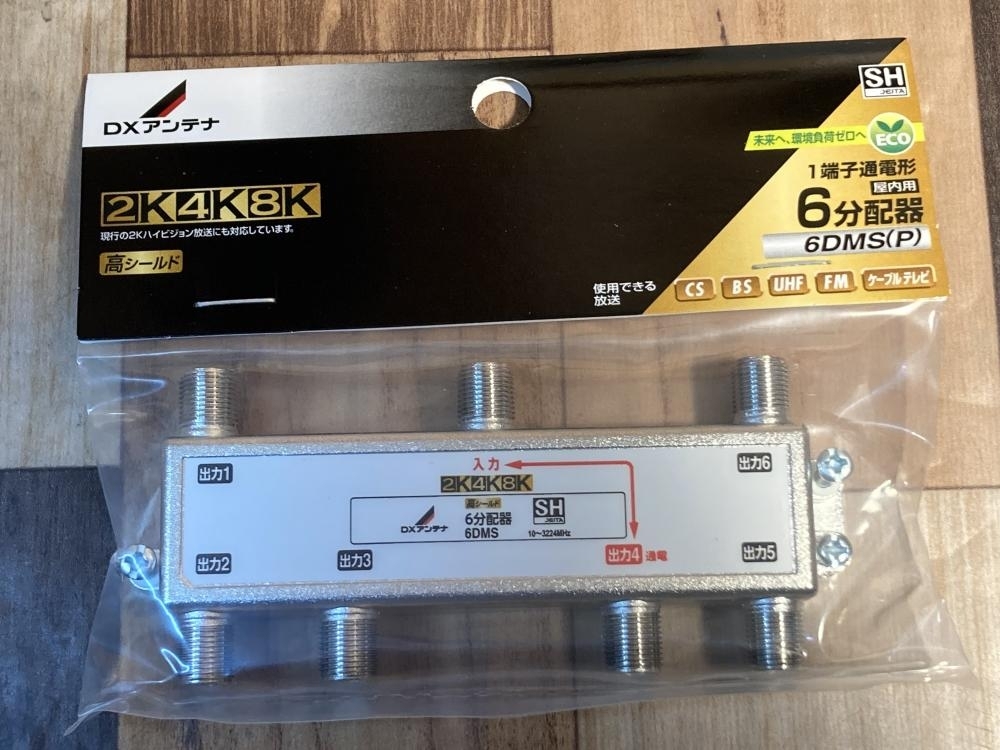 DXアンテナ
2K4K8K
現行の2Kハイビジョン放送にも対応しています。
高シールド
SH
JEITA
未来へ、環境負荷ゼロへ
ECO
1端子通電形
屋内用
6分配器
6DMS(P)
使用できる
放送
CS BS UHF FM ケーブルテレビ
出力1
入力
出力6
2K4K8K
DXアンテナ
高シールド
6分配器
6DMS
SH
JEITA
10～3224MHz
出力2
出力3
出力4 通電
出力5